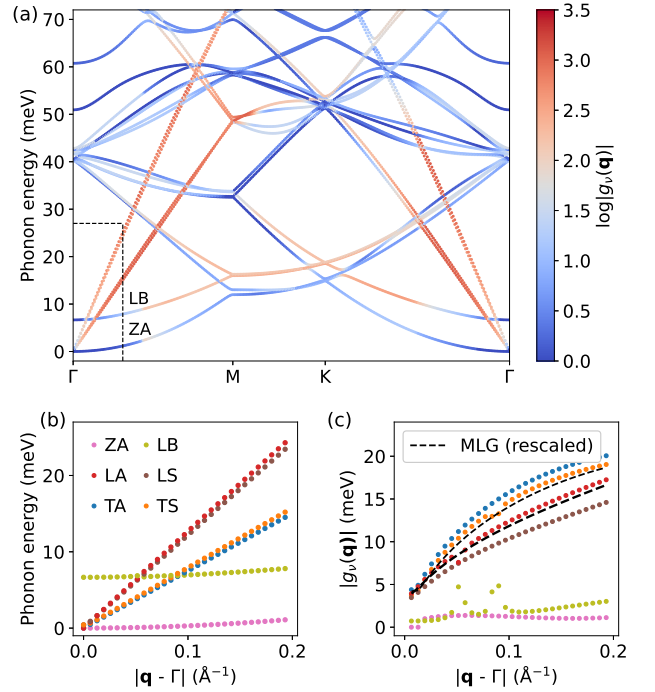 (a)
Phonon energy (meV)
70
60
50
40
30
20
10
0
LB
ZA
Γ
M
K
Γ
3.5
3.0
2.5
2.0
1.5
1.0
0.5
0.0
log|gν(q)|
(b)
Phonon energy (meV)
20
10
0
ZA
LB
LA
LS
TA
TS
0.0
0.1
0.2
|q - Γ| (Å⁻¹)
(c)
MLG (rescaled)
|gν(q)| (meV)
20
15
10
5
0
0.0
0.1
0.2
|q - Γ| (Å⁻¹)